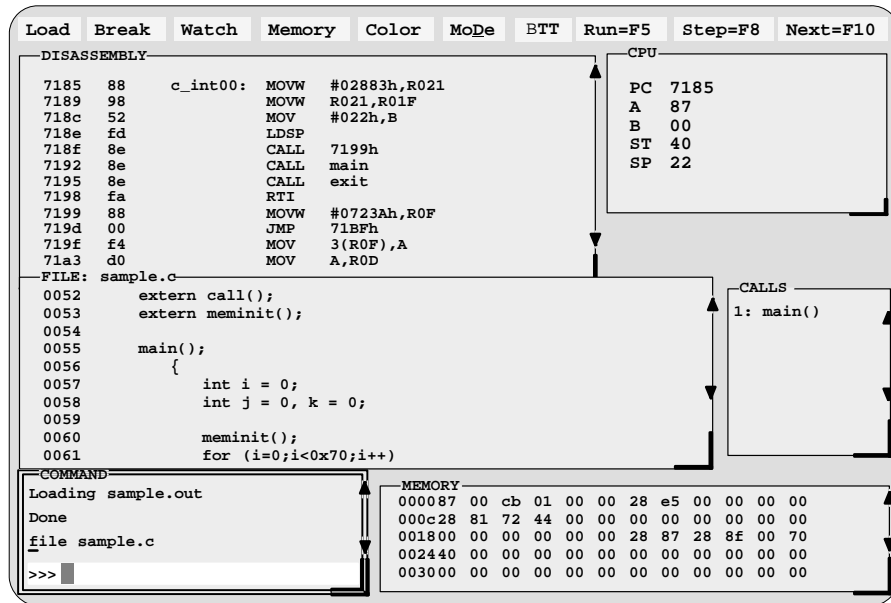 Load Break Watch Memory Color MoDe BTT Run=F5 Step=F8 Next=F10
DISASSEMBLY
7185 88 c_int00: MOVW #02883h,R021
7189 98 MOVW R021,R01F
718c 52 MOV #022h,B
718e fd LDSP
718f 8e CALL 7199h
7192 8e CALL main
7195 8e CALL exit
7198 fa RTI
7199 88 MOVW #0723Ah,R0F
719d 00 JMP 71BFh
719f f4 MOV 3(R0F),A
71a3 d0 MOV A,R0D
CPU
PC 7185
A 87
B 00
ST 40
SP 22
FILE: sample.c
0052 extern call();
0053 extern meminit();
0054
0055 main();
0056 {
0057 int i = 0;
0058 int j = 0, k = 0;
0059
0060 meminit();
0061 for (i=0;i<0x70;i++)
CALLS
1: main()
COMMAND
Loading sample.out
Done
file sample.c
>>>
MEMORY
000087 00 cb 01 00 00 28 e5 00 00 00 00
000c28 81 72 44 00 00 00 00 00 00 00 00
001800 00 00 00 00 00 28 87 28 8f 00 70
002440 00 00 00 00 00 00 00 00 00 00 00
003000 00 00 00 00 00 00 00 00 00 00 00